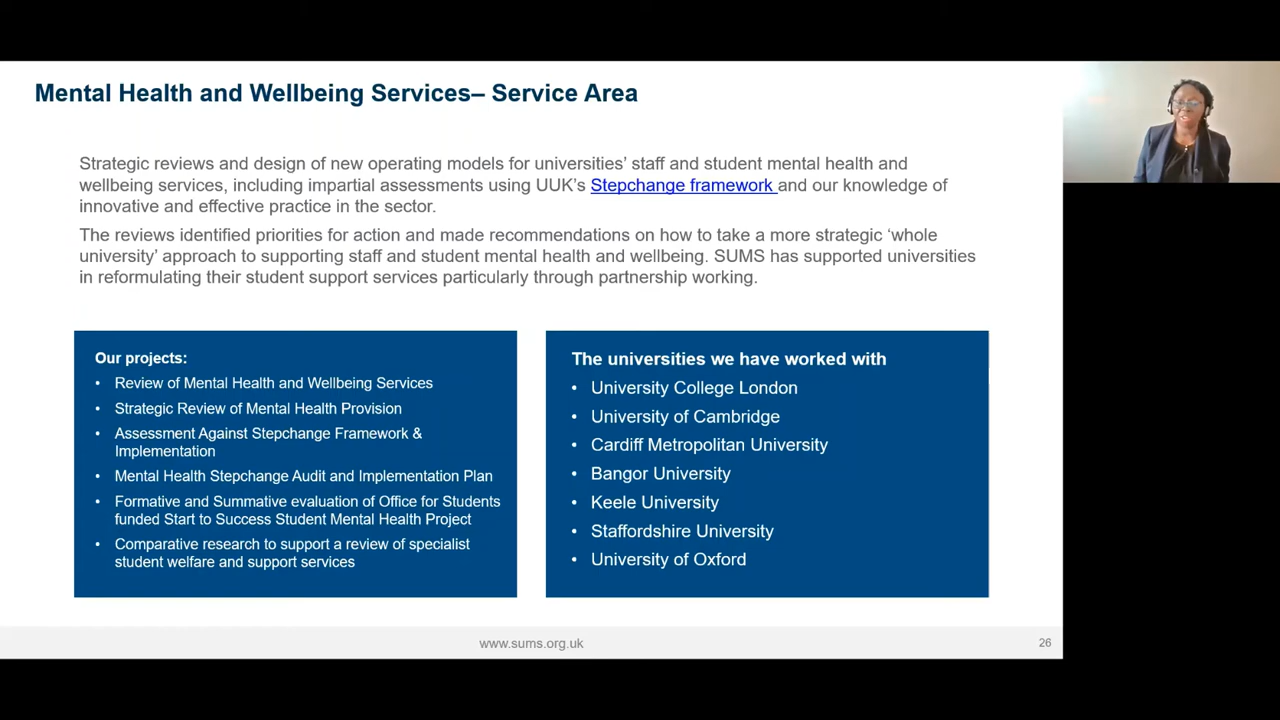 Mental Health and Wellbeing Services– Service Area
Strategic reviews and design of new operating models for universities’ staff and student mental health and
wellbeing services, including impartial assessments using UUK’s Stepchange framework and our knowledge of
innovative and effective practice in the sector.
The reviews identified priorities for action and made recommendations on how to take a more strategic ‘whole
university’ approach to supporting staff and student mental health and wellbeing. SUMS has supported universities
in reformulating their student support services particularly through partnership working.
Our projects:
• Review of Mental Health and Wellbeing Services
• Strategic Review of Mental Health Provision
• Assessment Against Stepchange Framework &
Implementation
• Mental Health Stepchange Audit and Implementation Plan
• Formative and Summative evaluation of Office for Students
funded Start to Success Student Mental Health Project
• Comparative research to support a review of specialist
student welfare and support services
The universities we have worked with
• University College London
• University of Cambridge
• Cardiff Metropolitan University
• Bangor University
• Keele University
• Staffordshire University
• University of Oxford
www.sums.org.uk
26